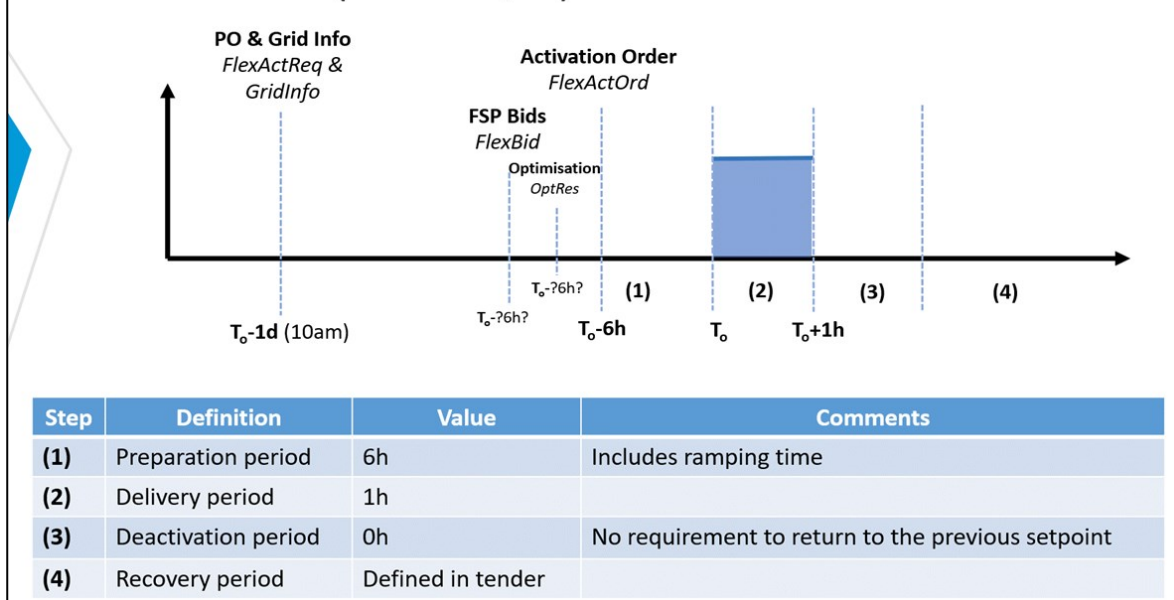 PO & Grid Info
FlexActReq &
GridInfo
Activation Order
FlexActOrd
FSP Bids
FlexBid
Optimisation
OptRes
To-?6h?
To-?6h?
(1)
(2)
(3)
(4)
To-1d (10am)
To-6h
To
To+1h
Step Definition Value Comments
(1) Preparation period 6h Includes ramping time
(2) Delivery period 1h
(3) Deactivation period 0h No requirement to return to the previous setpoint
(4) Recovery period Defined in tender